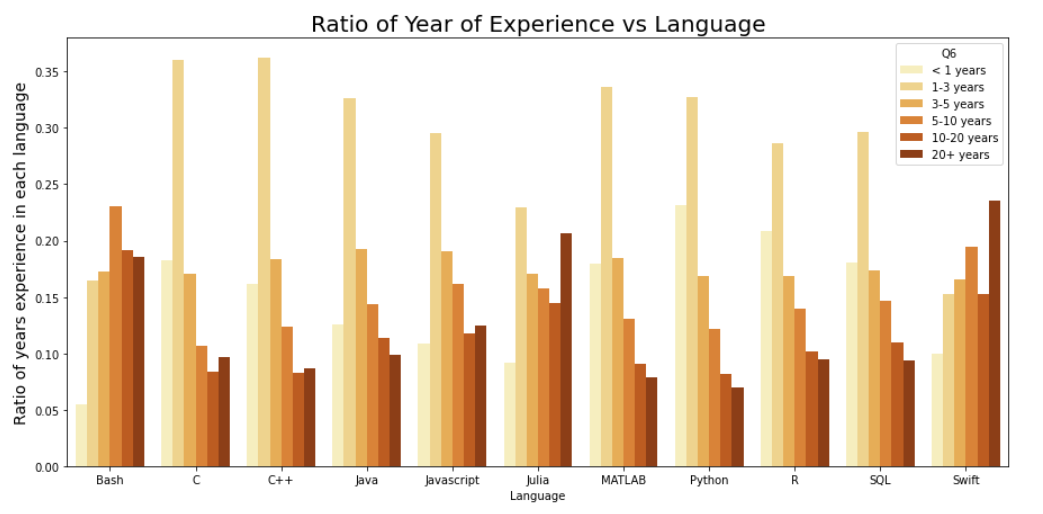 Ratio of Year of Experience vs Language
Ratio of years experience in each language
0.35
0.30
0.25
0.20
0.15
0.10
0.05
0.00
Q6
< 1 years
1-3 years
3-5 years
5-10 years
10-20 years
20+ years
Bash C C++ Java Javascript Julia MATLAB Python R SQL Swift
Language